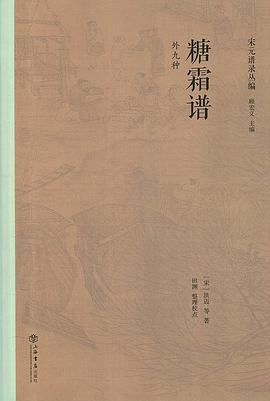 宋元谱录丛编
顾宏义 主编
糖霜谱
外九种
［宋］洪迈 等 著
田渊 整理校点
上海书店出版社